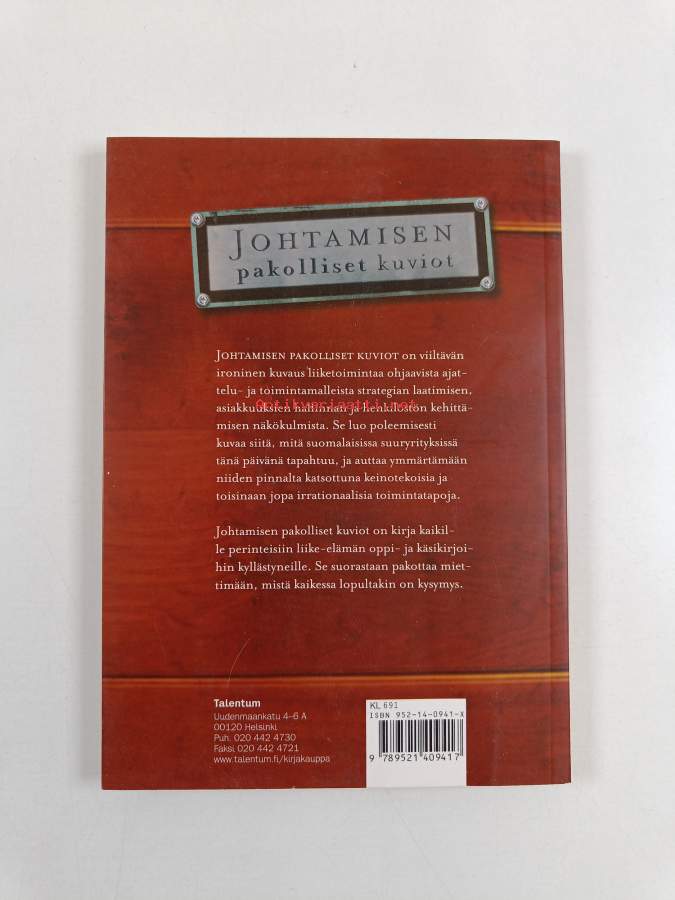 JOHTAMISEN
pakolliset kuviot
JOHTAMISEN PAKOLLISET KUVIOT on viiltävän
ironinen kuvaus liiketoimintaa ohjaavista ajat-
telu- ja toimintamalleista strategian laatimisen,
Antikvariaatti.net
asiakkuuksien hallinnan ja henkilöstön kehittä-
misen näkökulmista. Se luo poleemisesti
kuvaa siitä, mitä suomalaisissa suuryrityksissä
tänä päivänä tapahtuu, ja auttaa ymmärtämään
niiden pinnalta katsottuna keinotekoisia ja
toisinaan jopa irrationaalisia toimintatapoja.
Johtamisen pakolliset kuviot on kirja kaikil-
le perinteisiin liike-elämän oppi- ja käsikirjoi-
hin kyllästyneille. Se suorastaan pakottaa miet-
timään, mistä kaikessa lopultakin on kysymys.
Talentum
Uudenmaankatu 4-6 A
00120 Helsinki
Puh. 020 442 4730
Faksi 020 442 4721
www.talentum.fi/kirjakauppa
KL 691
ISBN 952-14-0941-X
9 789521 409417